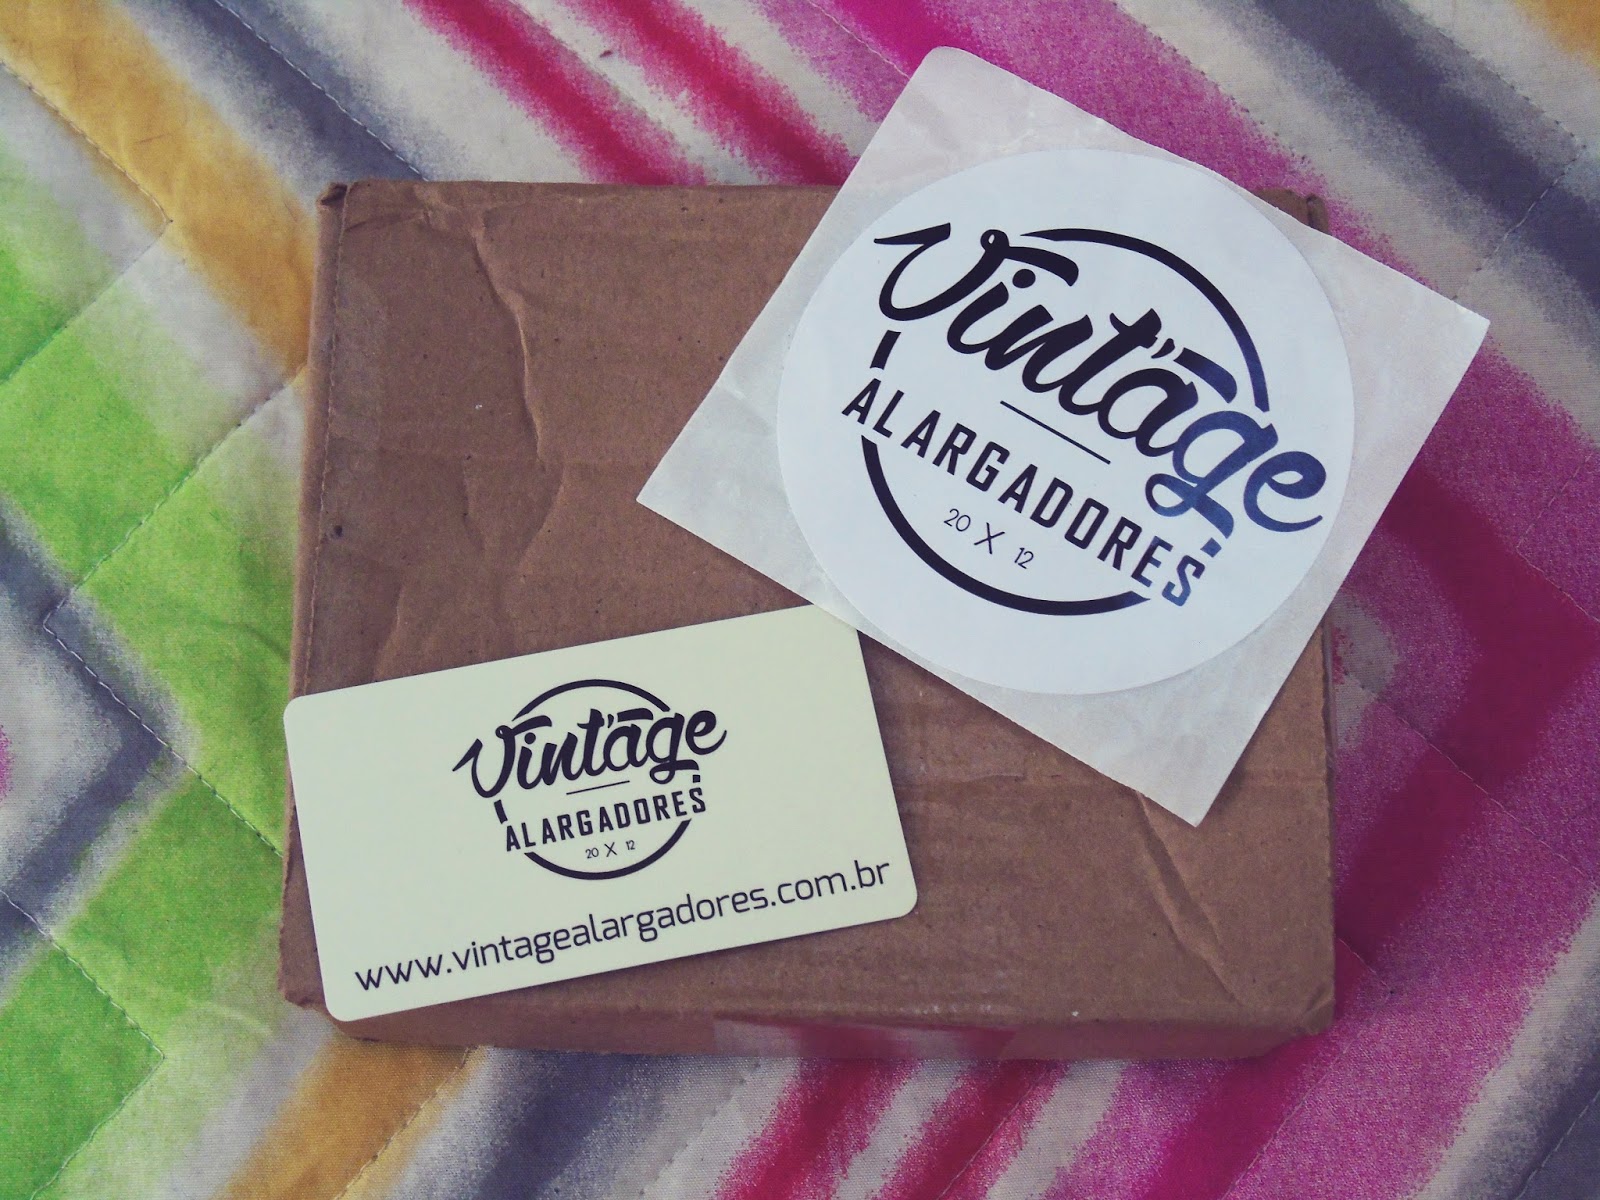 Vintage
ALARGADORES
20 X 12
Vintage
ALARGADORES
20 X 12
www.vintagealargadores.com.br